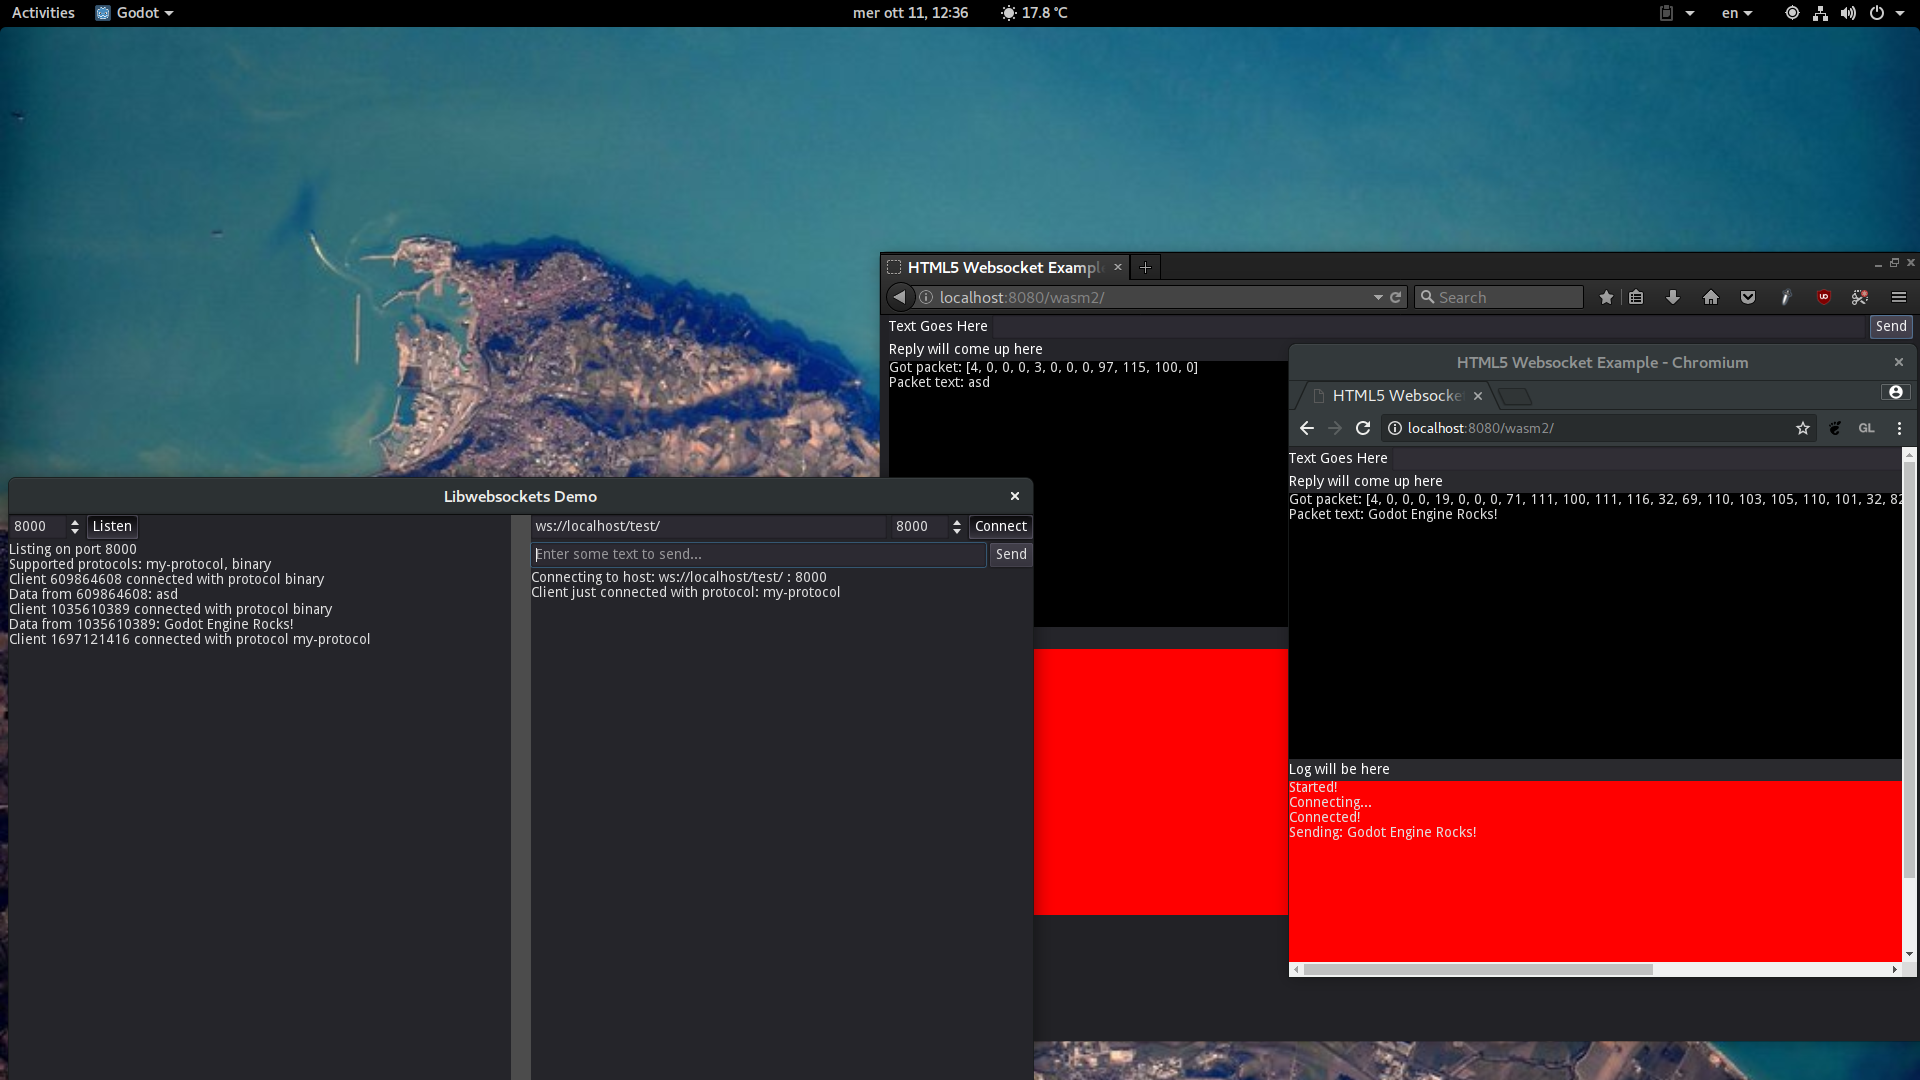 Activities
Godot
mer ott 11, 12:36
17.8 °C
en
HTML5 Websocket Exampl
localhost:8080/wasm2/
Search
Text Goes Here
Send
Reply will come up here
Got packet: [4, 0, 0, 0, 3, 0, 0, 0, 97, 115, 100, 0]
Packet text: asd
HTML5 Websocket Example - Chromium
HTML5 Websocket
localhost:8080/wasm2/
GL
Text Goes Here
Reply will come up here
Got packet: [4, 0, 0, 0, 19, 0, 0, 0, 71, 111, 100, 111, 116, 32, 69, 110, 103, 105, 110, 101, 32, 82
Packet text: Godot Engine Rocks!
Log will be here
Started!
Connecting...
Connected!
Sending: Godot Engine Rocks!
Libwebsockets Demo
8000
Listen
Listing on port 8000
Supported protocols: my-protocol, binary
Client 609864608 connected with protocol binary
Data from 609864608: asd
Client 1035610389 connected with protocol binary
Data from 1035610389: Godot Engine Rocks!
Client 1697121416 connected with protocol my-protocol
ws://localhost/test/
8000
Connect
Enter some text to send...
Send
Connecting to host: ws://localhost/test/ : 8000
Client just connected with protocol: my-protocol